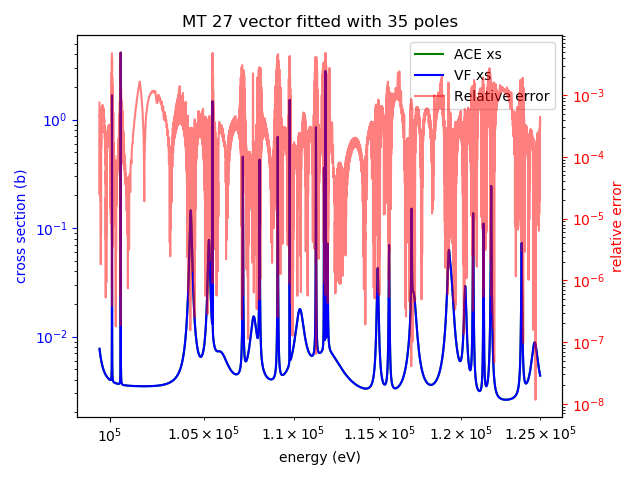 MT 27 vector fitted with 35 poles
ACE xs
VF xs
Relative error
cross section (b)
10⁰
10⁻¹
10⁻²
relative error
10⁻³
10⁻⁴
10⁻⁵
10⁻⁶
10⁻⁷
10⁻⁸
10⁵ 1.05 × 10⁵ 1.1 × 10⁵ 1.15 × 10⁵ 1.2 × 10⁵ 1.25 × 10⁵
energy (eV)